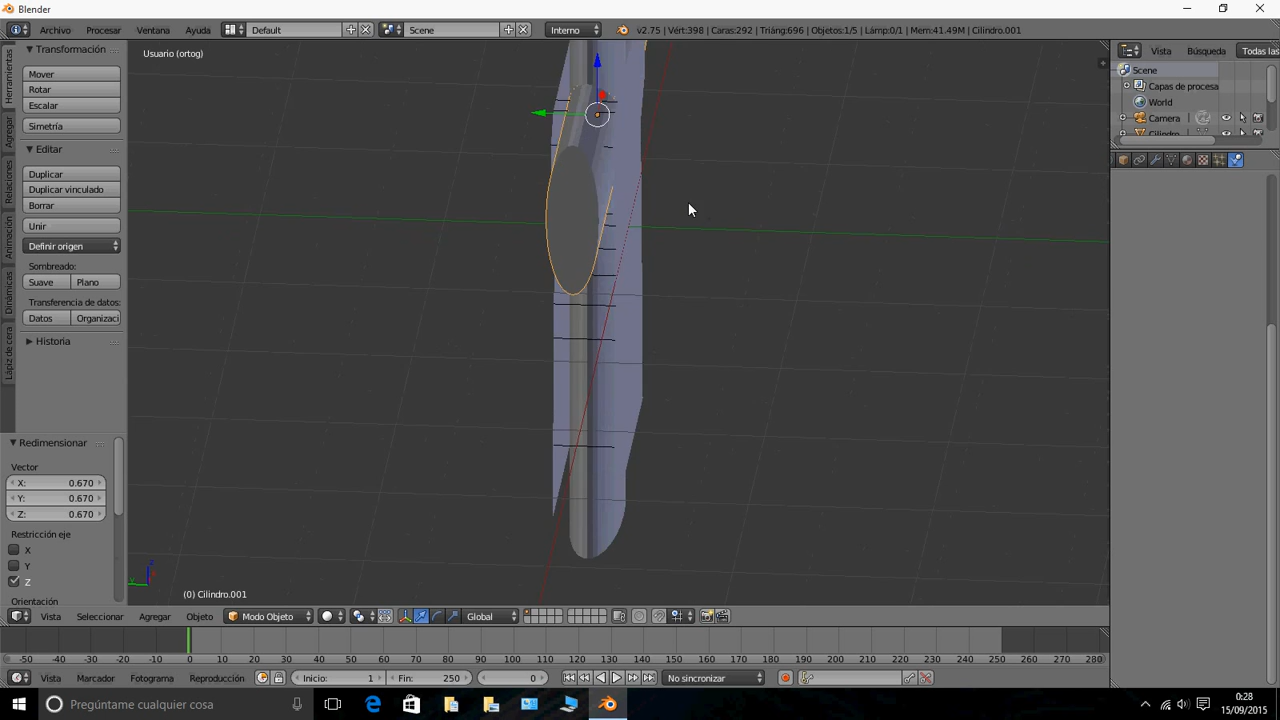 Blender
Archivo Procesar Ventana Ayuda Default Scene Interno v2.75 | Vért:398 | Caras:292 | Triáng:696 | Objetos:1/5 | Lámp:0/1 | Mem:41.49M | Cilindro.001
Usuario (ortog)
Herramientas
Agregar
Relaciones
Animación
Dinámicas
Lápiz de cera
Transformación
Mover
Rotar
Escalar
Simetría
Editar
Duplicar
Duplicar vinculado
Borrar
Unir
Definir origen
Sombreado:
Suave Plano
Transferencia de datos:
Datos Organizaci
Historia
Redimensionar
Vector
X: 0.670
Y: 0.670
Z: 0.670
Restricción eje
X
Y
Z
Orientación
Vista Búsqueda Todas las
Scene
Capas de procesa
World
Camera
Cilindro
(0) Cilindro.001
Vista Seleccionar Agregar Objeto Modo Objeto Global
-50 -40 -30 -20 -10 0 10 20 30 40 50 60 70 80 90 100 110 120 130 140 150 160 170 180 190 200 210 220 230 240 250 260 270 280
Vista Marcador Fotograma Reproducción Inicio: 1 Fin: 250 0 No sincronizar
Pregúntame cualquier cosa
0:28
15/09/2015